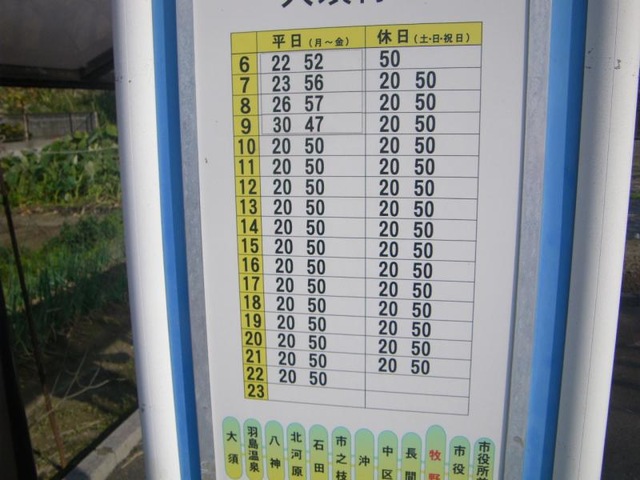 平日(月～金) 休日(土・日・祝日)
6 22 52 50
7 23 56 20 50
8 26 57 20 50
9 30 47 20 50
10 20 50 20 50
11 20 50 20 50
12 20 50 20 50
13 20 50 20 50
14 20 50 20 50
15 20 50 20 50
16 20 50 20 50
17 20 50 20 50
18 20 50 20 50
19 20 50 20 50
20 20 50 20 50
21 20 50 20 50
22 20 50
23
大須
羽島温泉
八神
北河原
石田
市之枝
沖
中区
長間
牧野
市役
市役所前